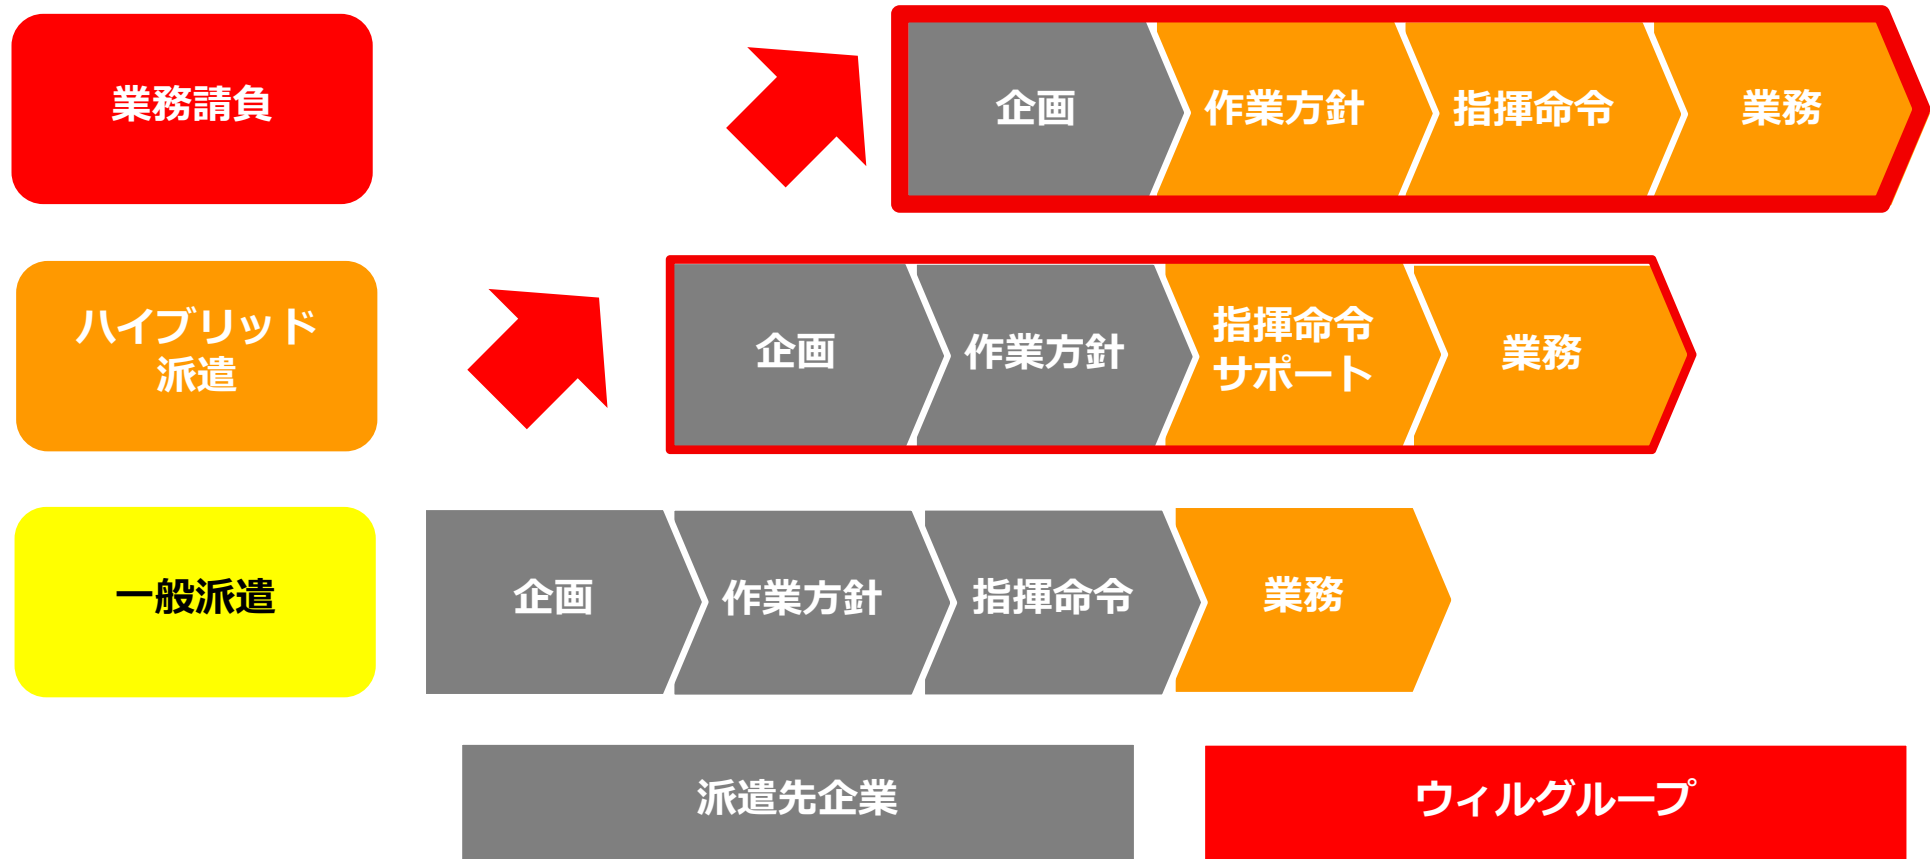 業務請負
企画
作業方針
指揮命令
業務
ハイブリッド
派遣
企画
作業方針
指揮命令
サポート
業務
一般派遣
企画
作業方針
指揮命令
業務
派遣先企業
ウィルグループ